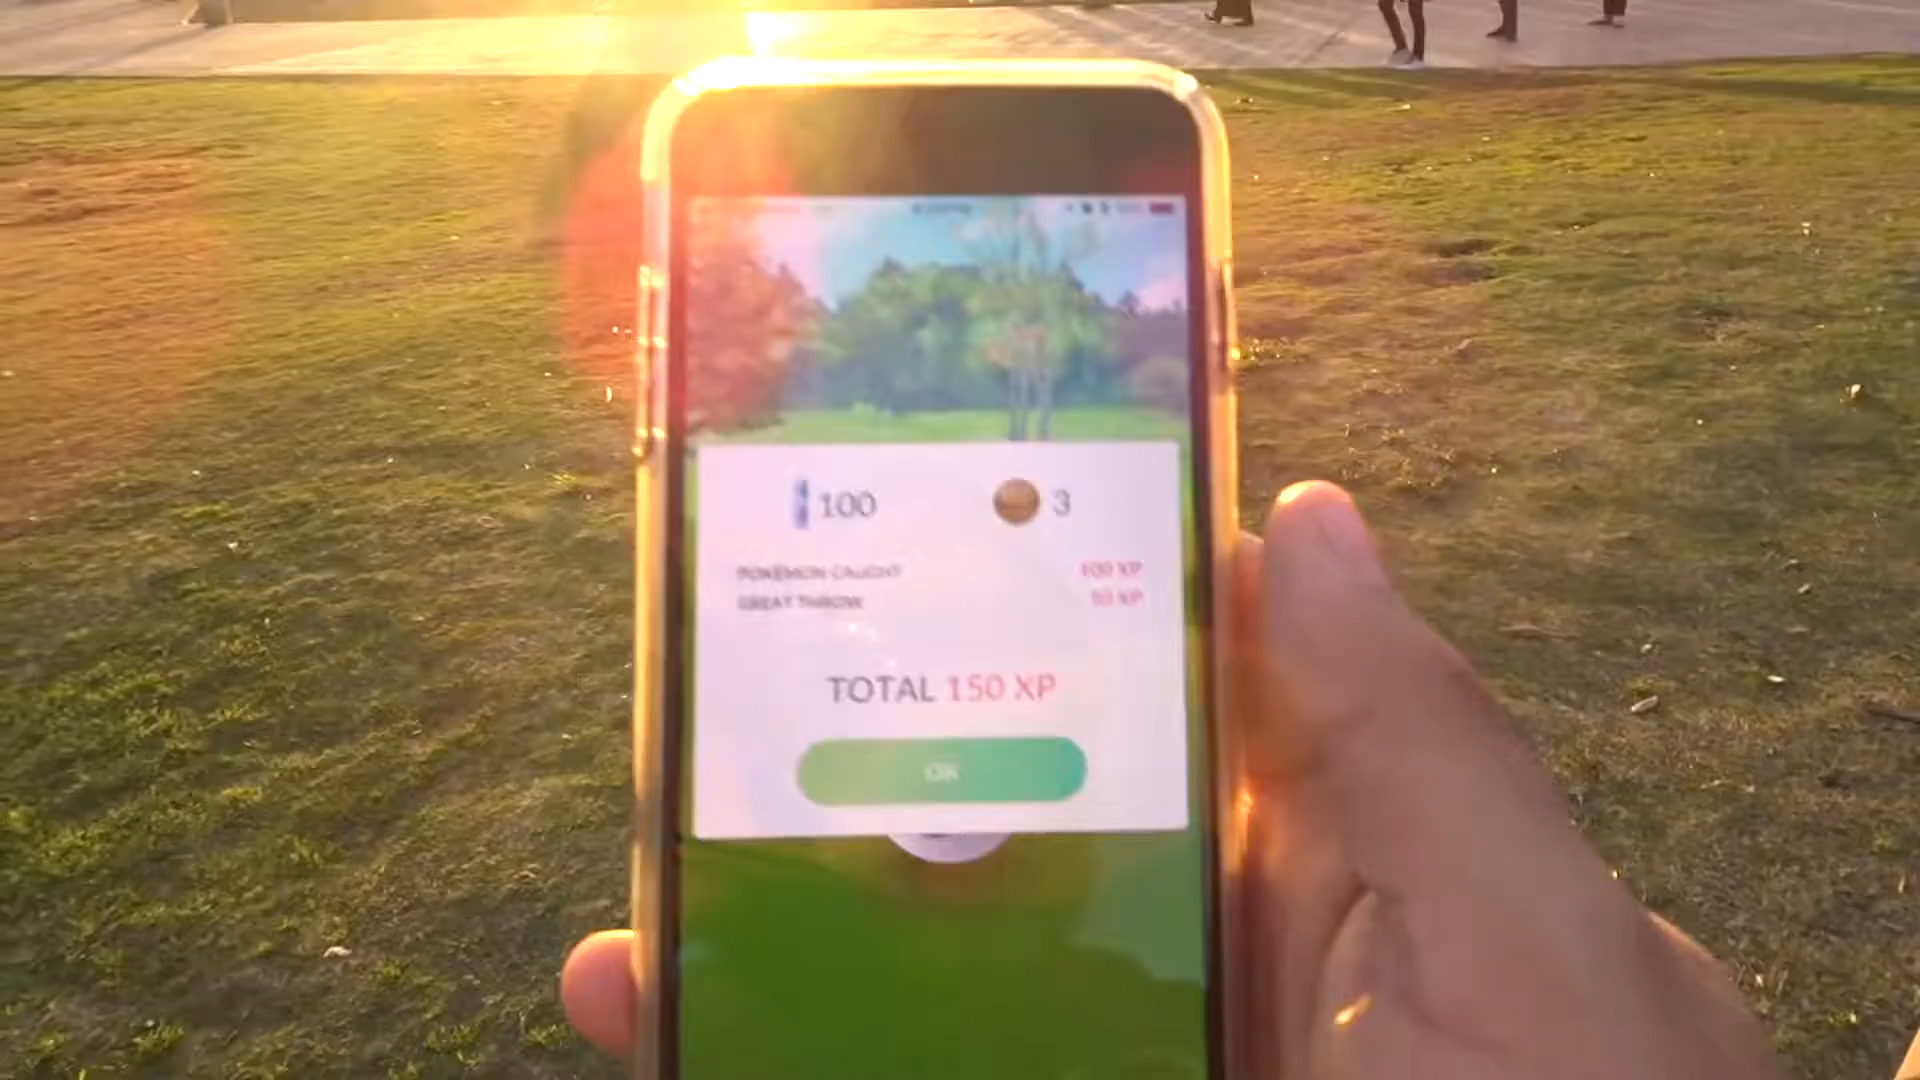 100 3
POKÉMON CAUGHT 100 XP
GREAT THROW 50 XP
TOTAL 150 XP
OK